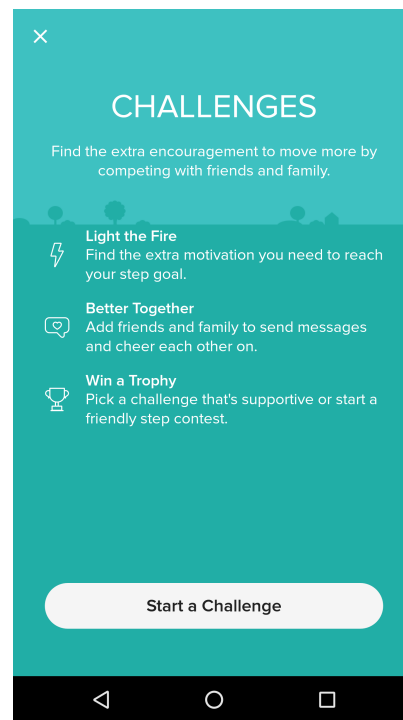 CHALLENGES
Find the extra encouragement to move more by
competing with friends and family.
Light the Fire
Find the extra motivation you need to reach
your step goal.
Better Together
Add friends and family to send messages
and cheer each other on.
Win a Trophy
Pick a challenge that's supportive or start a
friendly step contest.
Start a Challenge